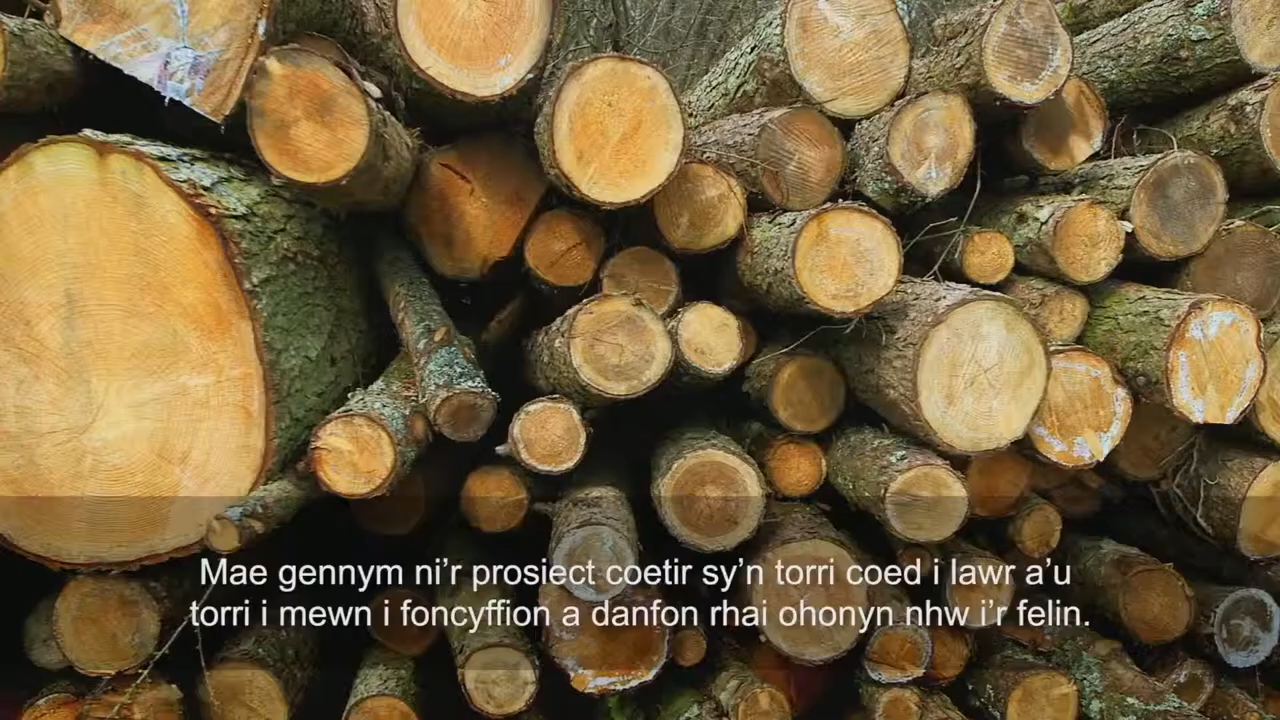 Mae gennym ni’r prosiect coetir sy’n torri coed i lawr a’u
torri i mewn i foncyffion a danfon rhai ohonyn nhw i’r felin.